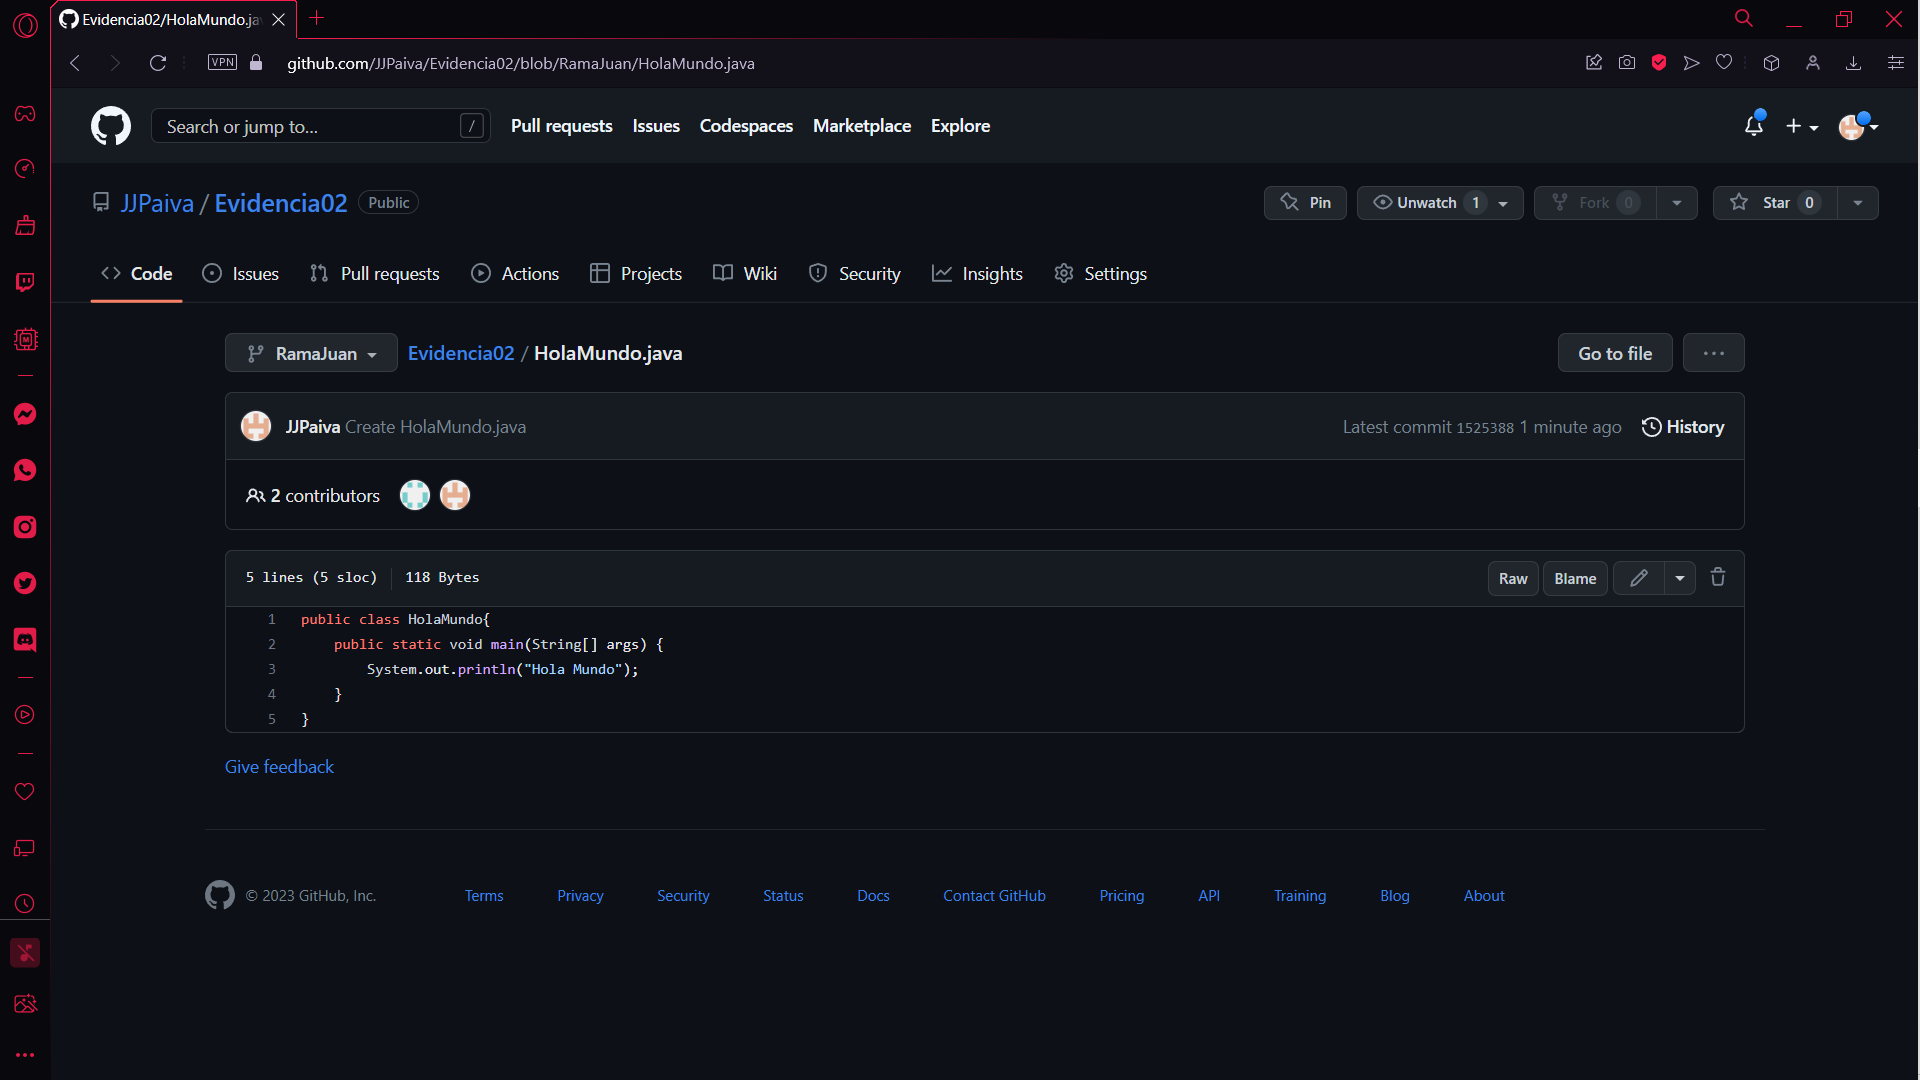 Evidencia02/HolaMundo.ja
VPN
github.com/JJPaiva/Evidencia02/blob/RamaJuan/HolaMundo.java
Search or jump to...
/
Pull requests
Issues
Codespaces
Marketplace
Explore
JJPaiva / Evidencia02
Public
Pin
Unwatch 1
Fork 0
Star 0
Code
Issues
Pull requests
Actions
Projects
Wiki
Security
Insights
Settings
RamaJuan
Evidencia02 / HolaMundo.java
Go to file
JJPaiva Create HolaMundo.java
Latest commit 1525388 1 minute ago
History
2 contributors
5 lines (5 sloc)
118 Bytes
Raw
Blame
1 public class HolaMundo{
2 public static void main(String[] args) {
3 System.out.println("Hola Mundo");
4 }
5 }
Give feedback
© 2023 GitHub, Inc.
Terms
Privacy
Security
Status
Docs
Contact GitHub
Pricing
API
Training
Blog
About